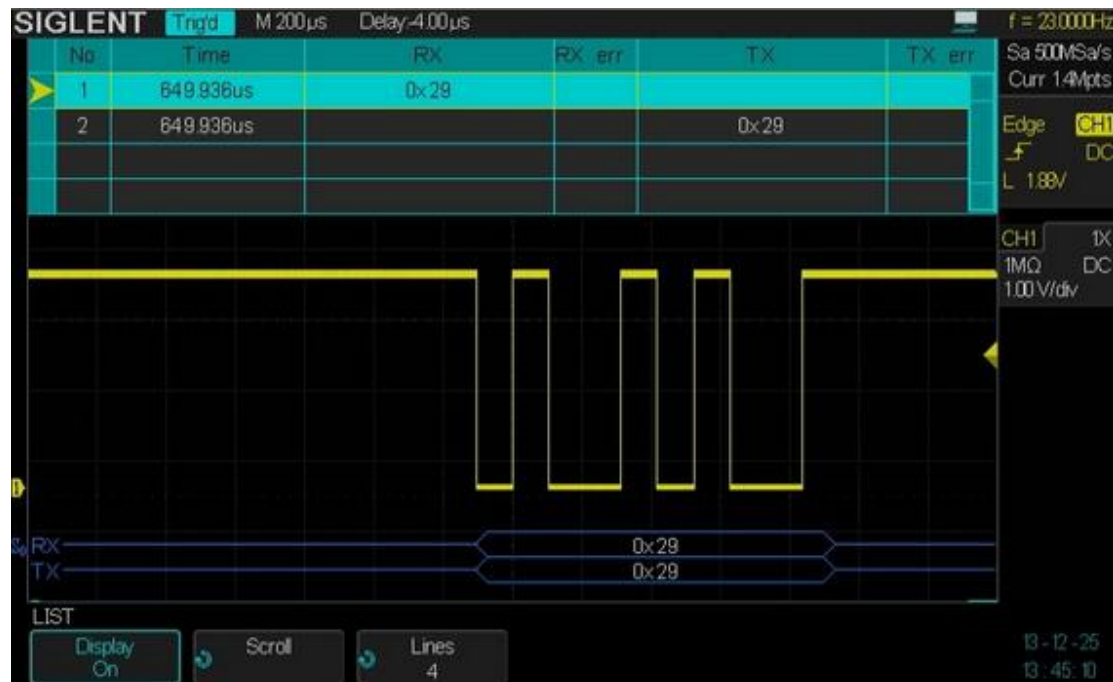 SIGLENT Trig'd M 200µs Delay:-4.00µs f = 23.0000Hz
Sa 500MSa/s
Curr 1.4Mpts
No Time RX RX err TX TX err
1 649.936us 0x29
2 649.936us 0x29
Edge CH1
DC
L 1.88V
CH1 1X
1MΩ DC
1.00 V/div
1
RX 0x29
TX 0x29
LIST
Display Scroll Lines
On 4
13-12-25
13:45:10